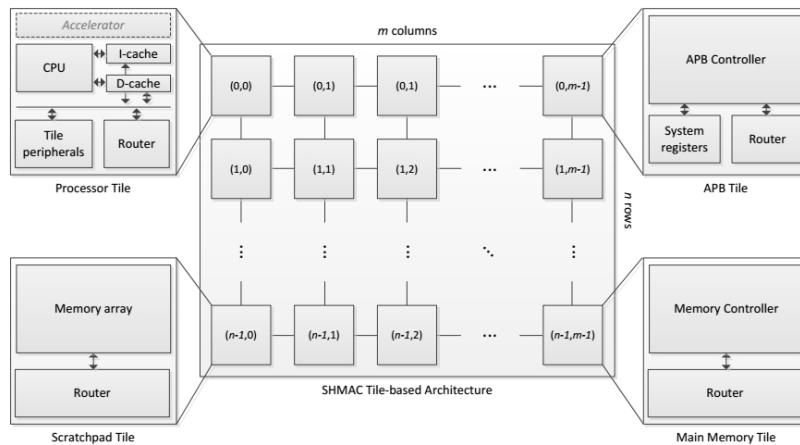 Accelerator
CPU
I-cache
D-cache
Tile
peripherals
Router
Processor Tile
m columns
(0,0)
(0,1)
(0,1)
...
(0,m-1)
(1,0)
(1,1)
(1,2)
...
(1,m-1)
n rows
(n-1,0)
(n-1,1)
(n-1,2)
...
(n-1,m-1)
SHMAC Tile-based Architecture
APB Controller
System
registers
Router
APB Tile
Memory array
Router
Scratchpad Tile
Memory Controller
Router
Main Memory Tile